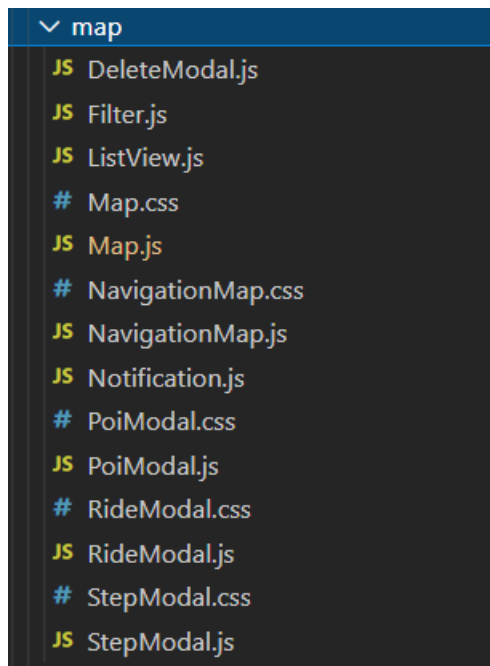 map
JS DeleteModal.js
JS Filter.js
JS ListView.js
# Map.css
JS Map.js
# NavigationMap.css
JS NavigationMap.js
JS Notification.js
# PoiModal.css
JS PoiModal.js
# RideModal.css
JS RideModal.js
# StepModal.css
JS StepModal.js